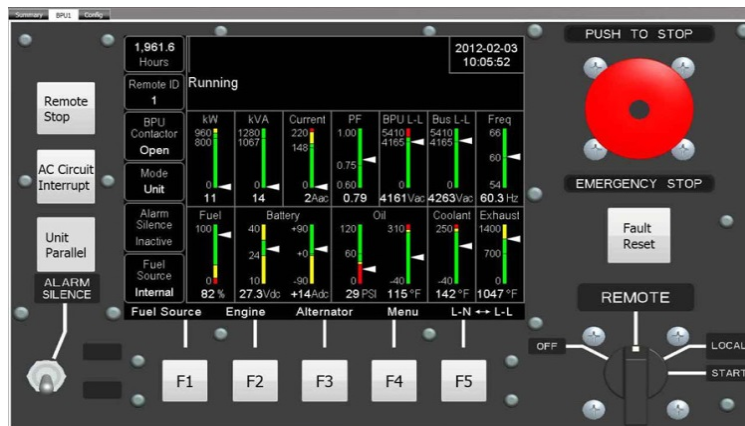 Summary BPU1 Config
PUSH TO STOP
1,961.6
Hours
2012-02-03
10:05:52
Remote ID
1
Running
Remote
Stop
BPU
Contactor
Open
kW kVA Current PF BPU L-L Bus L-L Freq
960 1280 220 1.00 5410 5410 66
800 1067 148 4165 4165
0.75 60
0 0 0 0.60 0 0 54
11 14 2Aac 0.79 4161Vac 4263Vac 60.3 Hz
AC Circuit
Interrupt
Mode
Unit
EMERGENCY STOP
Alarm
Silence
Inactive
Fuel Battery Oil Coolant Exhaust
100 40 +90 120 310 250 1400
24 +0 60 700
0 10 -90 0 -40 -40 0
82 % 27.3Vdc +14Adc 29 PSI 115 °F 142 °F 1047 °F
Unit
Parallel
Fault
Reset
Fuel
Source
Internal
ALARM
SILENCE
REMOTE
Fuel Source Engine Alternator Menu L-N ↔ L-L
OFF
LOCAL
START
F1 F2 F3 F4 F5